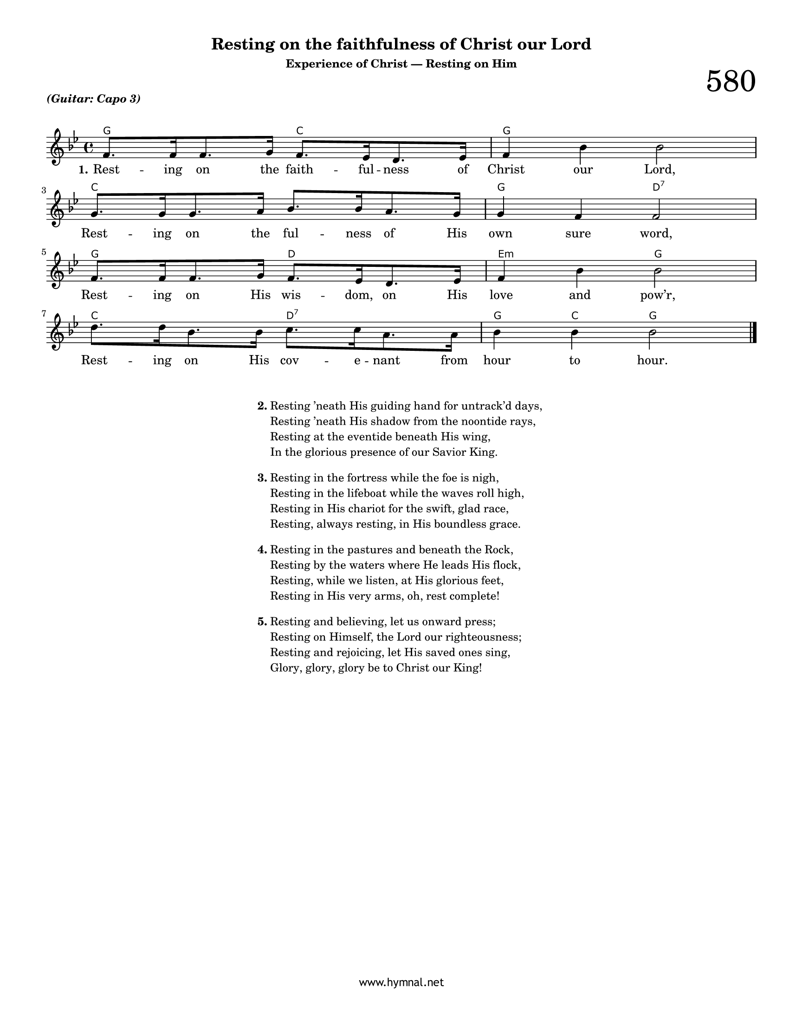 Resting on the faithfulness of Christ our Lord
Experience of Christ — Resting on Him
580
(Guitar: Capo 3)
G C G
1. Rest - ing on the faith - ful - ness of Christ our Lord,
3 C G D7
Rest - ing on the ful - ness of His own sure word,
5 G D Em G
Rest - ing on His wis - dom, on His love and pow'r,
7 C D7 G C G
Rest - ing on His cov - e - nant from hour to hour.
2. Resting ’neath His guiding hand for untrack’d days,
Resting ’neath His shadow from the noontide rays,
Resting at the eventide beneath His wing,
In the glorious presence of our Savior King.
3. Resting in the fortress while the foe is nigh,
Resting in the lifeboat while the waves roll high,
Resting in His chariot for the swift, glad race,
Resting, always resting, in His boundless grace.
4. Resting in the pastures and beneath the Rock,
Resting by the waters where He leads His flock,
Resting, while we listen, at His glorious feet,
Resting in His very arms, oh, rest complete!
5. Resting and believing, let us onward press;
Resting on Himself, the Lord our righteousness;
Resting and rejoicing, let His saved ones sing,
Glory, glory, glory be to Christ our King!
www.hymnal.net